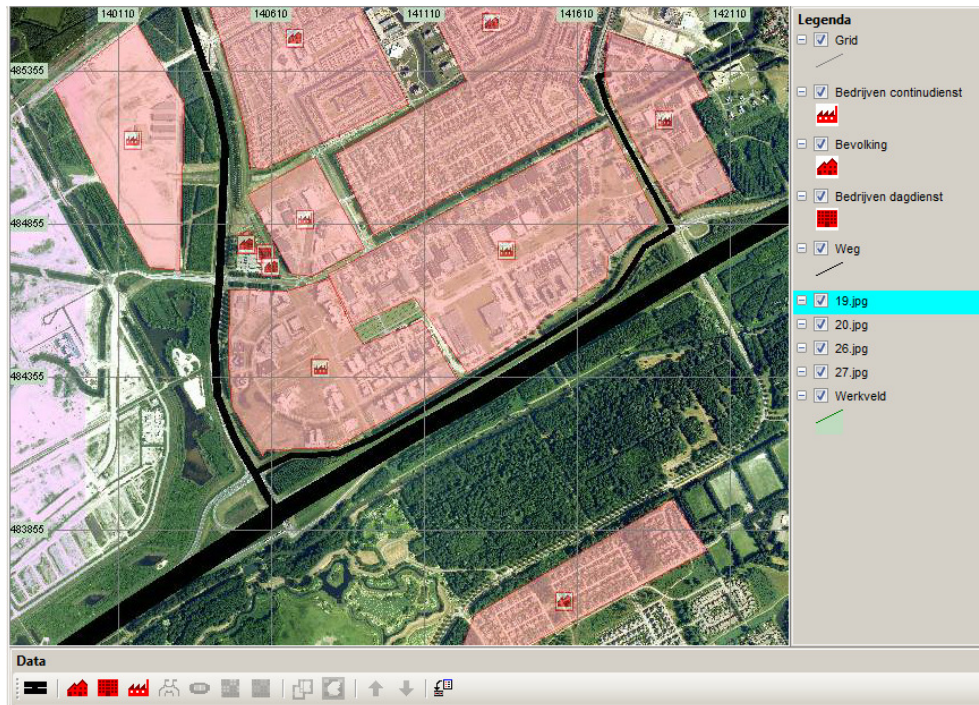 140110 140610 141110 141610 142110
485355
484855
484355
483855
Legenda
Grid
Bedrijven continudienst
Bevolking
Bedrijven dagdienst
Weg
19.jpg
20.jpg
26.jpg
27.jpg
Werkveld
Data